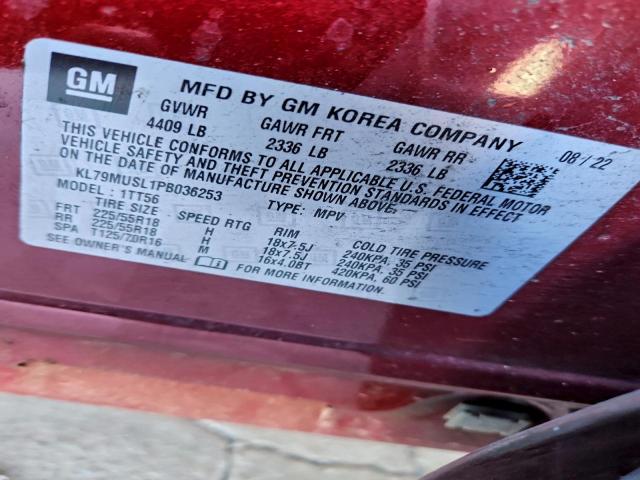 GM
MFD BY GM KOREA COMPANY
GVWR GAWR FRT GAWR RR 08/22
4409 LB 2336 LB 2336 LB
THIS VEHICLE CONFORMS TO ALL APPLICABLE U.S. FEDERAL MOTOR
VEHICLE SAFETY AND THEFT PREVENTION STANDARDS IN EFFECT
ON THE DATE OF MANUFACTURE SHOWN ABOVE.
KL79MUSL1PB036253 TYPE: MPV
MODEL: 1TT56
TIRE SIZE SPEED RTG RIM COLD TIRE PRESSURE
FRT 225/55R18 H 18x7.5J 240KPA, 35 PSI
RR 225/55R18 H 18x7.5J 240KPA, 35 PSI
SPA T125/70R16 M 16x4.0BT 420KPA, 60 PSI
SEE OWNER'S MANUAL FOR MORE INFORMATION.